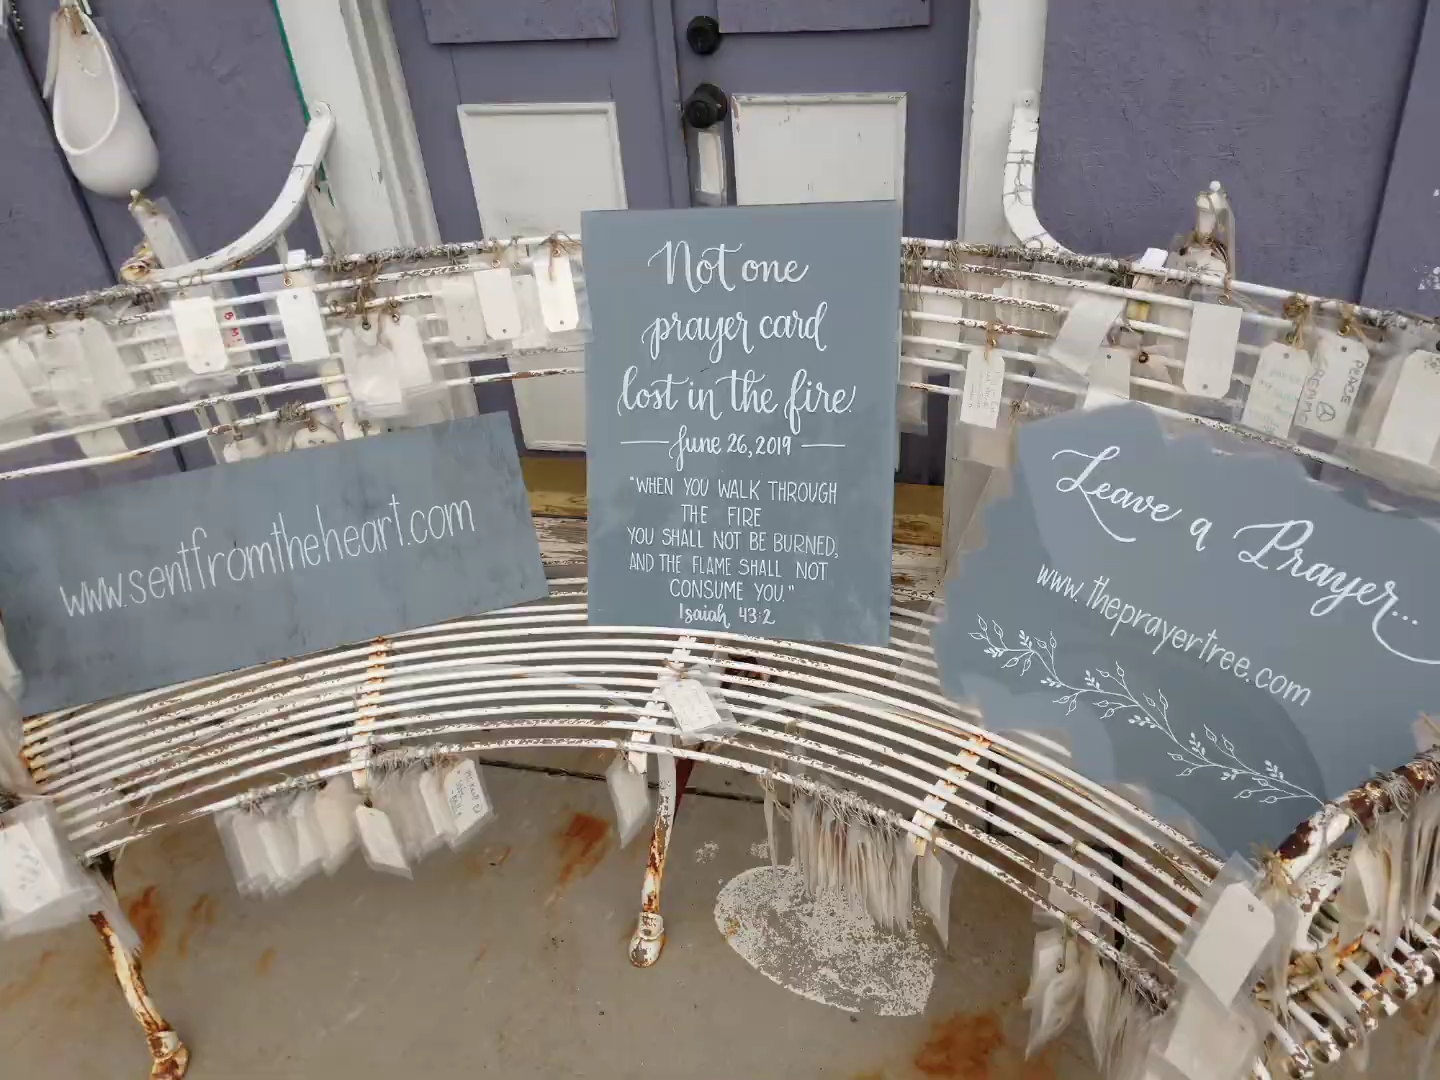 www.sentfromtheheart.com
Not one
prayer card
lost in the fire!
June 26, 2019
"WHEN YOU WALK THROUGH
THE FIRE
YOU SHALL NOT BE BURNED,
AND THE FLAME SHALL NOT
CONSUME YOU."
Isaiah 43:2
Leave a Prayer...
www.theprayertree.com
PEACE